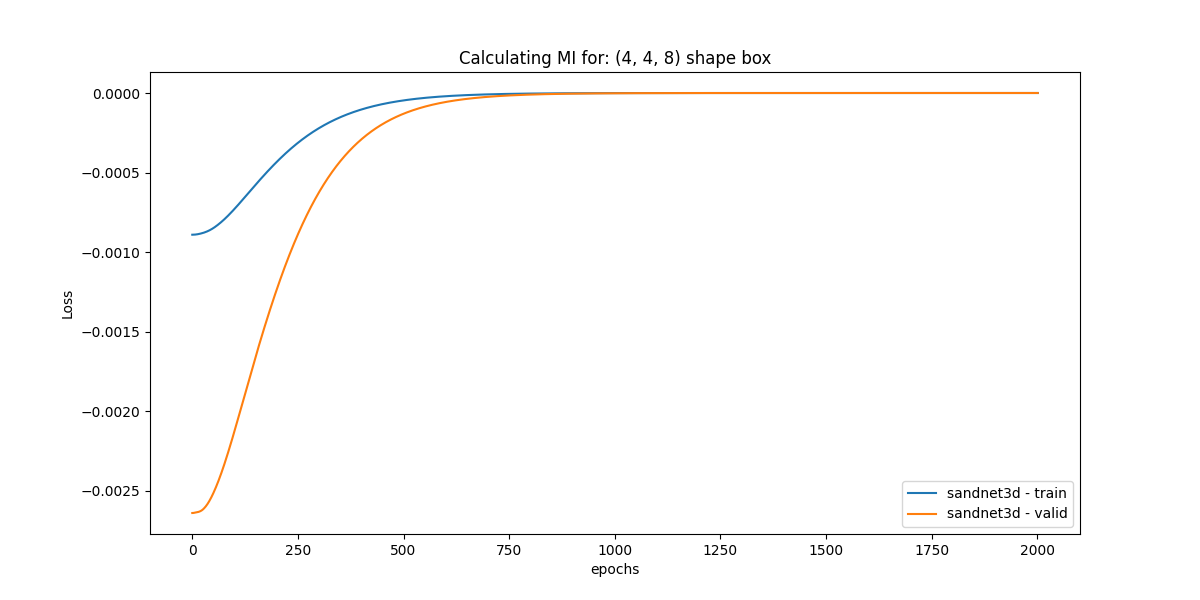 Calculating MI for: (4, 4, 8) shape box
0.0000
−0.0005
−0.0010
−0.0015
−0.0020
−0.0025
Loss
sandnet3d - train
sandnet3d - valid
0 250 500 750 1000 1250 1500 1750 2000
epochs